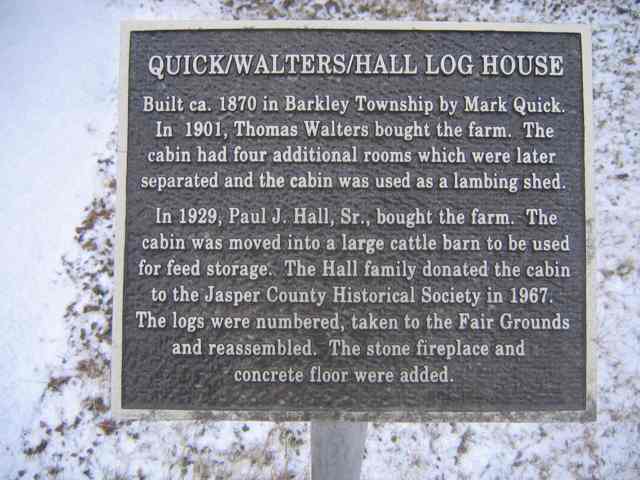 QUICK/WALTERS/HALL LOG HOUSE
Built ca. 1870 in Barkley Township by Mark Quick.
In 1901, Thomas Walters bought the farm. The
cabin had four additional rooms which were later
separated and the cabin was used as a lambing shed.
In 1929, Paul J. Hall, Sr., bought the farm. The
cabin was moved into a large cattle barn to be used
for feed storage. The Hall family donated the cabin
to the Jasper County Historical Society in 1967.
The logs were numbered, taken to the Fair Grounds
and reassembled. The stone fireplace and
concrete floor were added.